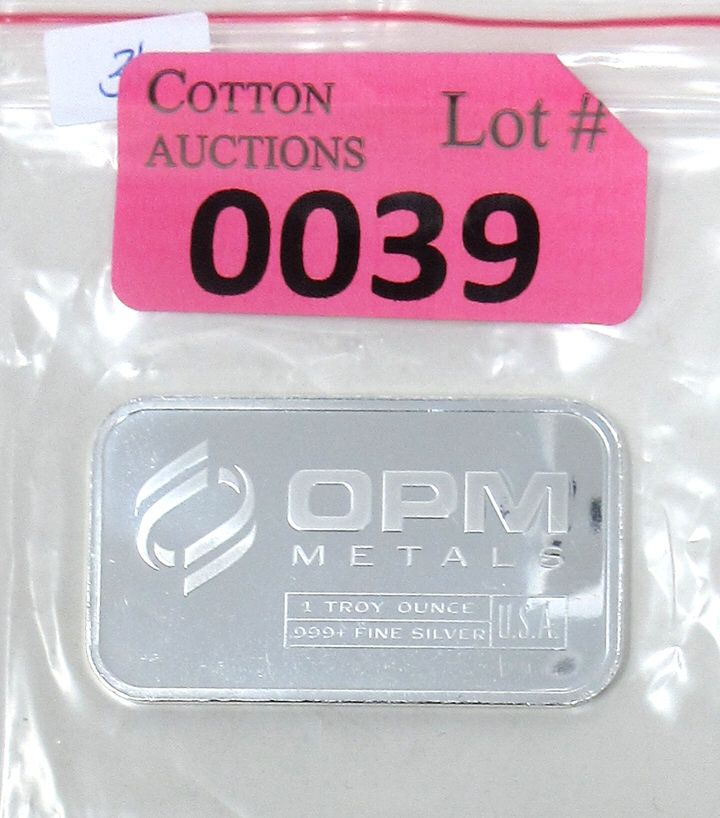 COTTON
AUCTIONS
Lot #
0039
OPM
METALS
1 TROY OUNCE
.999+ FINE SILVER
U.S.A.